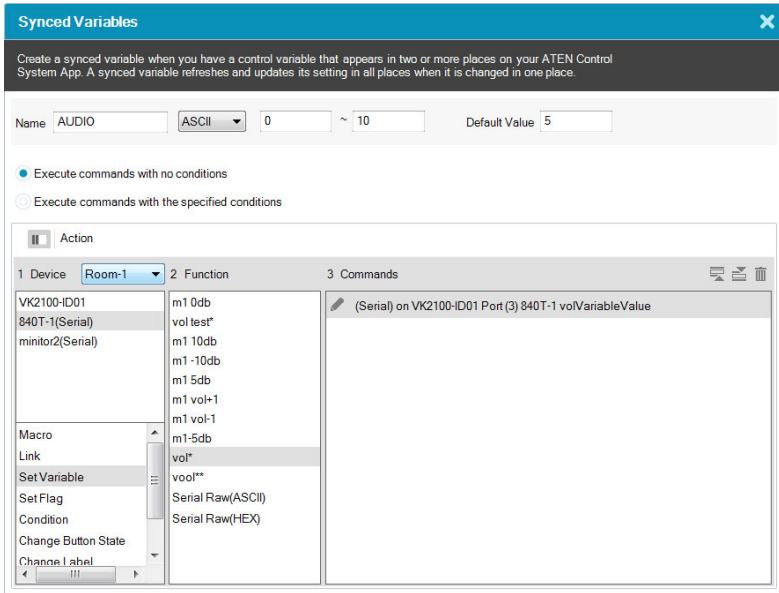 Synced Variables
Create a synced variable when you have a control variable that appears in two or more places on your ATEN Control
System App. A synced variable refreshes and updates its setting in all places when it is changed in one place.
Name AUDIO ASCII 0 ~ 10 Default Value 5
Execute commands with no conditions
Execute commands with the specified conditions
Action
1 Device Room-1 2 Function 3 Commands
VK2100-ID01
840T-1(Serial)
minitor2(Serial)
Macro
Link
Set Variable
Set Flag
Condition
Change Button State
Change Label
m1 0db
vol test*
m1 10db
m1 -10db
m1 5db
m1 vol+1
m1 vol-1
m1-5db
vol*
vool**
Serial Raw(ASCII)
Serial Raw(HEX)
(Serial) on VK2100-ID01 Port (3) 840T-1 volVariableValue